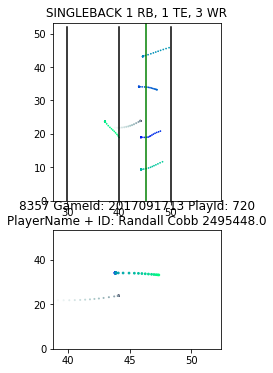 SINGLEBACK 1 RB, 1 TE, 3 WR
50
40
30
20
10
0
30 40 50
8357 GameId: 2017091713 PlayId: 720
PlayerName + ID: Randall Cobb 2495448.0
40
20
0
40 45 50